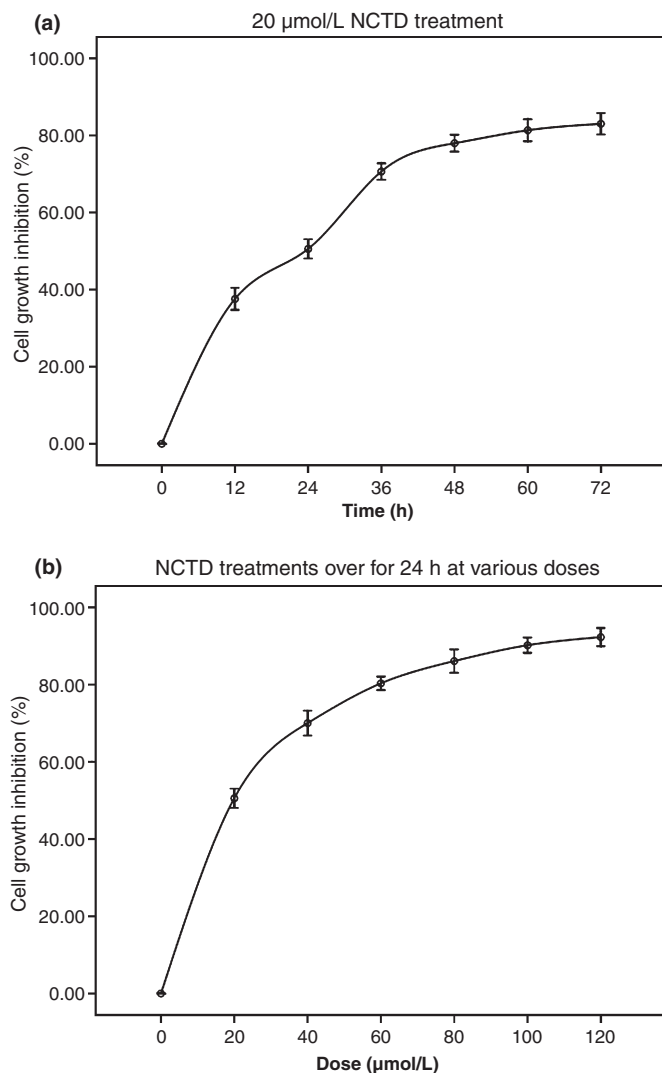 (a) 20 μmol/L NCTD treatment
Cell growth inhibition (%)
100.00
80.00
60.00
40.00
20.00
0.00
0 12 24 36 48 60 72
Time (h)
(b) NCTD treatments over for 24 h at various doses
Cell growth inhibition (%)
100.00
80.00
60.00
40.00
20.00
0.00
0 20 40 60 80 100 120
Dose (μmol/L)